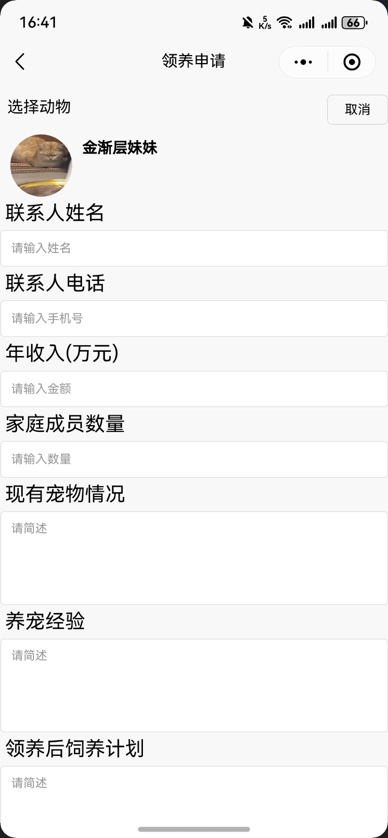 16:41
5
K/s
66
领养申请
选择动物
取消
金渐层妹妹
联系人姓名
请输入姓名
联系人电话
请输入手机号
年收入(万元)
请输入金额
家庭成员数量
请输入数量
现有宠物情况
请简述
养宠经验
请简述
领养后饲养计划
请简述